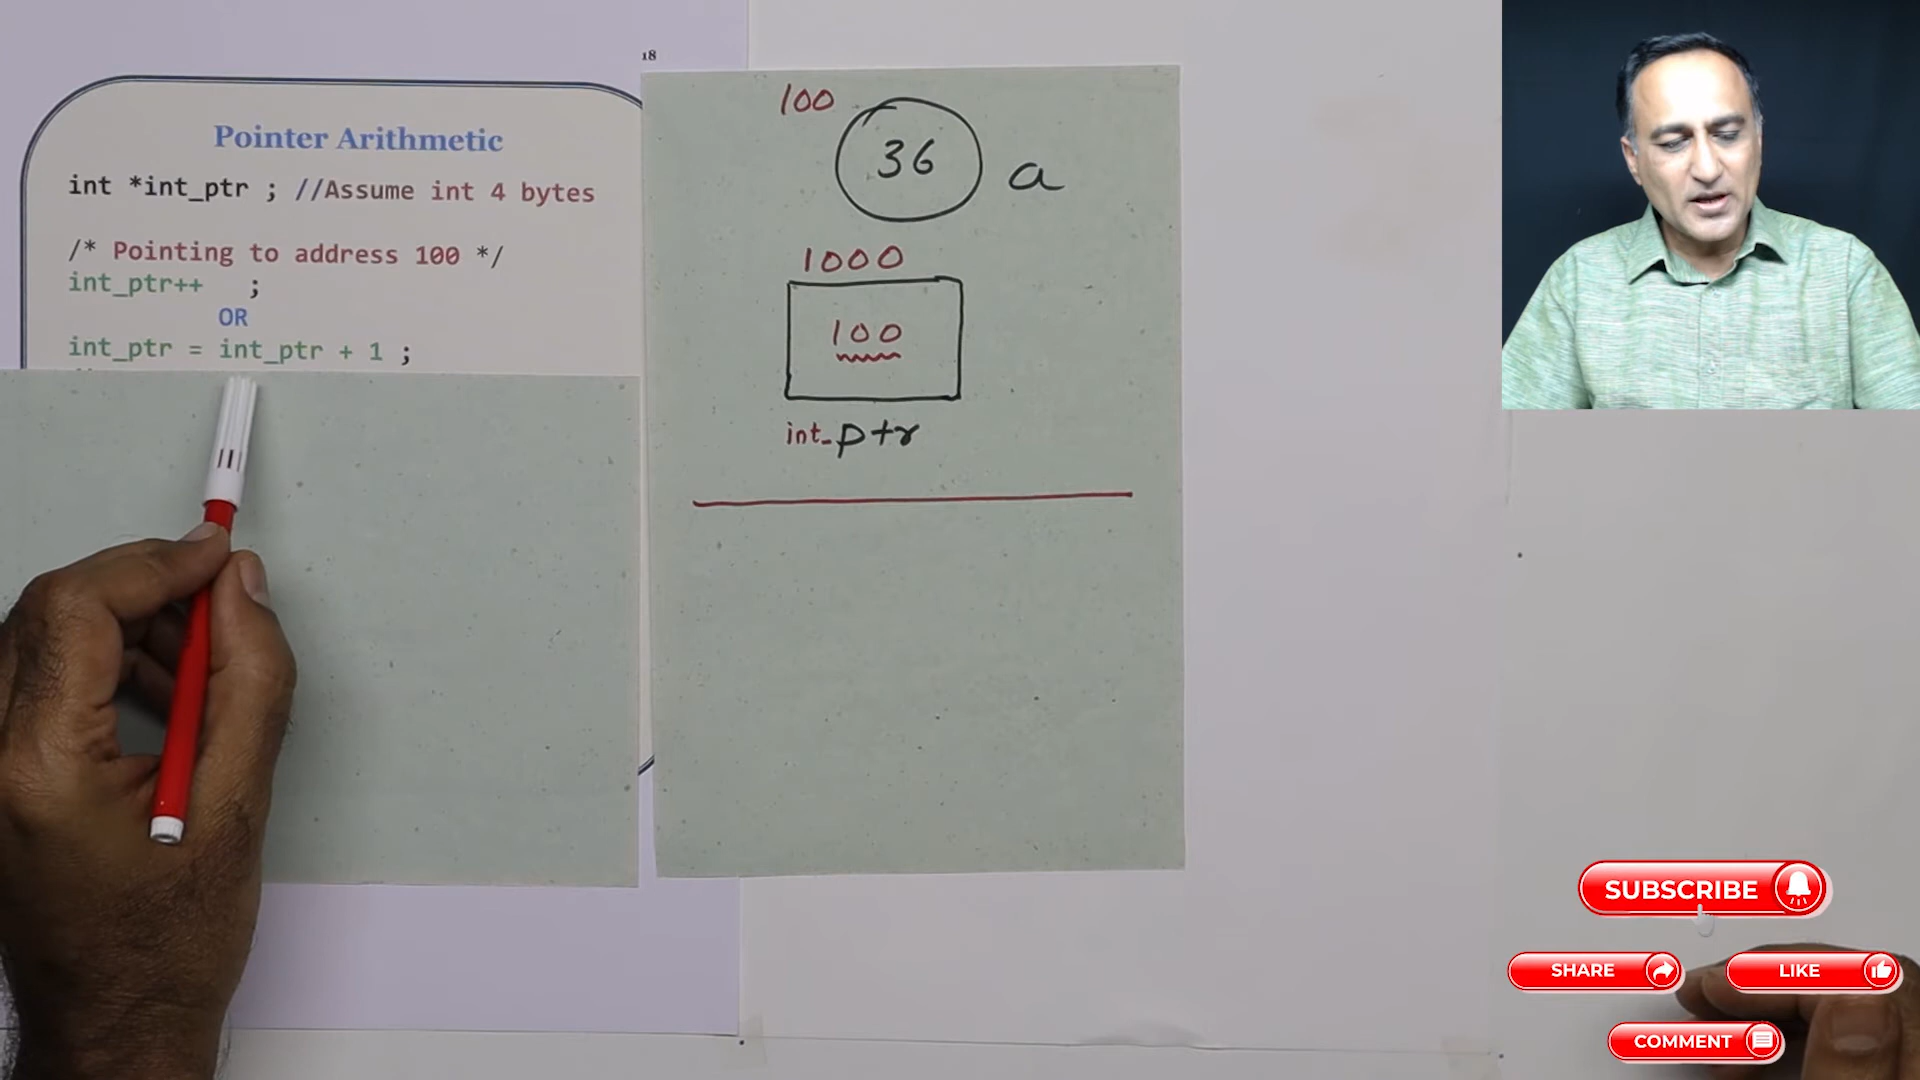 18
Pointer Arithmetic
int *int_ptr ; //Assume int 4 bytes
/* Pointing to address 100 */
int_ptr++ ;
OR
int_ptr = int_ptr + 1 ;
100
36 a
1000
100
int_ptr
SUBSCRIBE
SHARE
LIKE
COMMENT